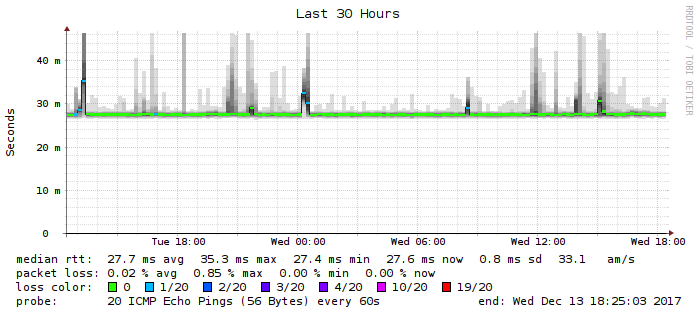 Last 30 Hours
RRDTOOL / TOBI OETIKER
Seconds
40 m
30 m
20 m
10 m
0
Tue 18:00 Wed 00:00 Wed 06:00 Wed 12:00 Wed 18:00
median rtt: 27.7 ms avg 35.3 ms max 27.4 ms min 27.6 ms now 0.8 ms sd 33.1 am/s
packet loss: 0.02 % avg 0.85 % max 0.00 % min 0.00 % now
loss color: 0 1/20 2/20 3/20 4/20 10/20 19/20
probe: 20 ICMP Echo Pings (56 Bytes) every 60s end: Wed Dec 13 18:25:03 2017